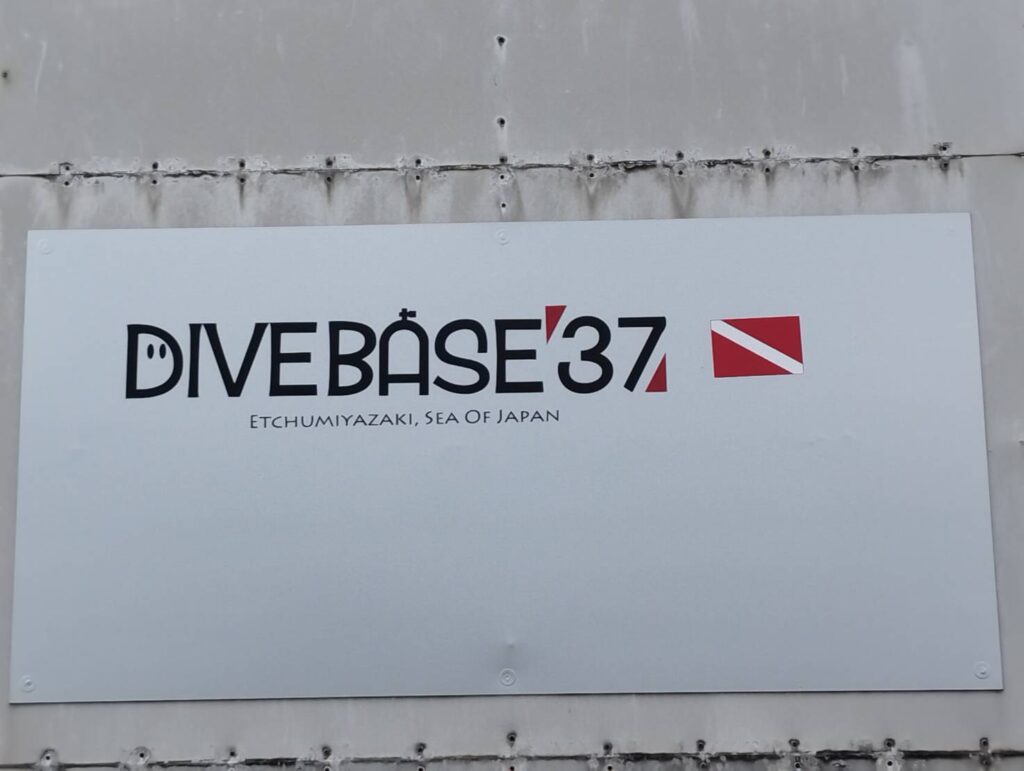 DIVEBASE'37
ETCHUMIYAZAKI, SEA OF JAPAN